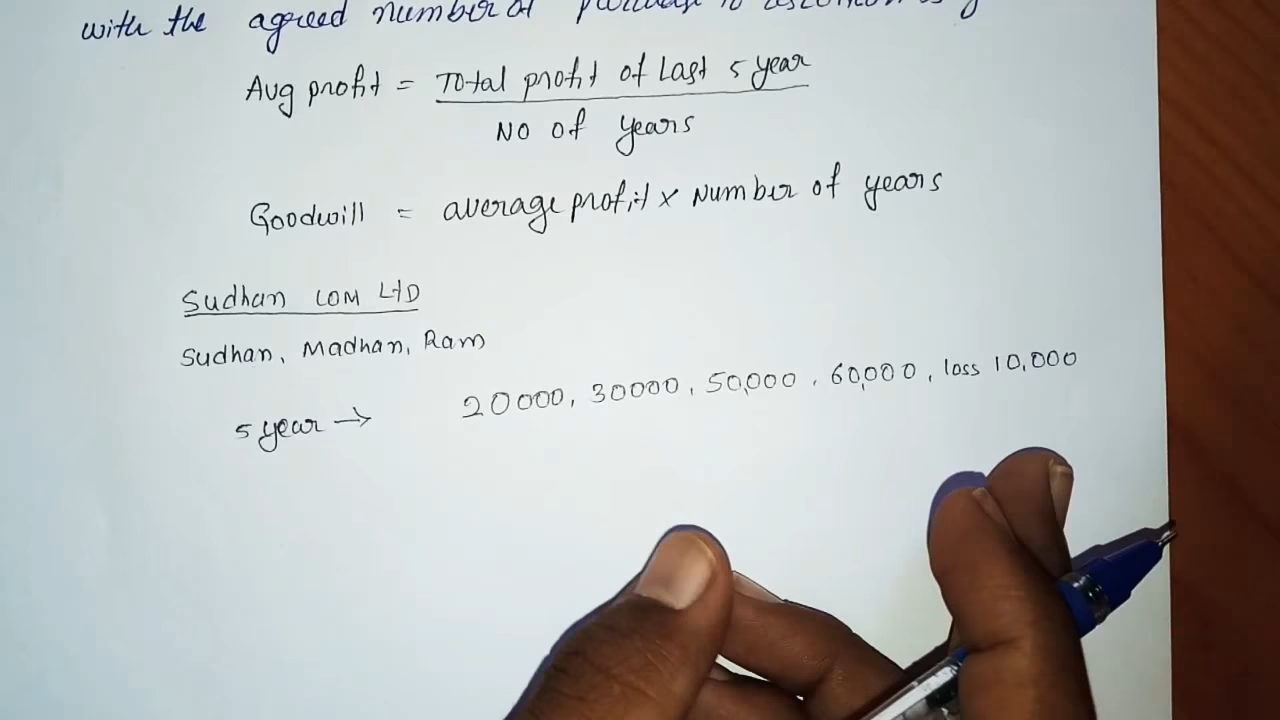 with the agreed number of
Avg profit = Total profit of Last 5 year
No of years
Goodwill = average profit × Number of years
Sudhan COM LtD
Sudhan, Madhan, Ram
5 year → 20000, 30000, 50,000, 60,000, loss 10,000